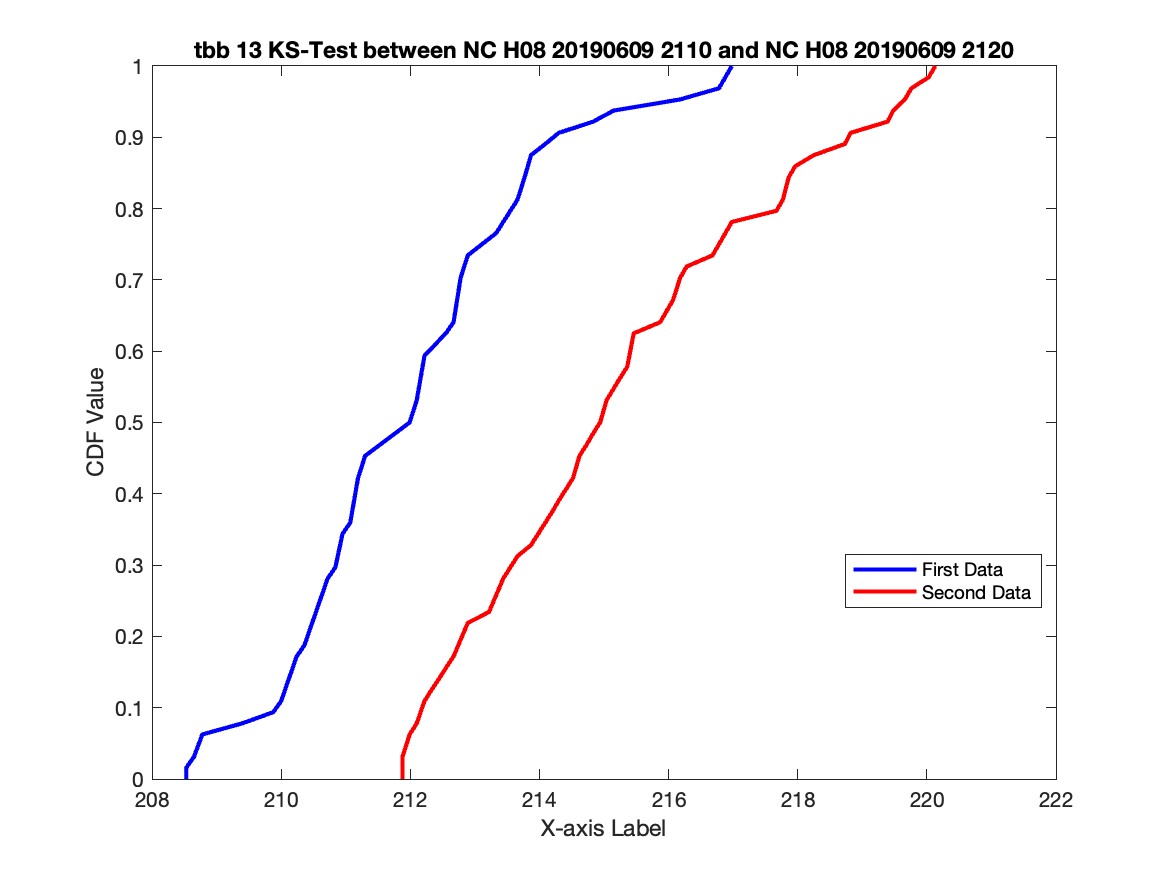 tbb 13 KS-Test between NC H08 20190609 2110 and NC H08 20190609 2120
1
0.9
0.8
0.7
0.6
0.5
0.4
0.3
0.2
0.1
0
CDF Value
First Data
Second Data
208 210 212 214 216 218 220 222
X-axis Label